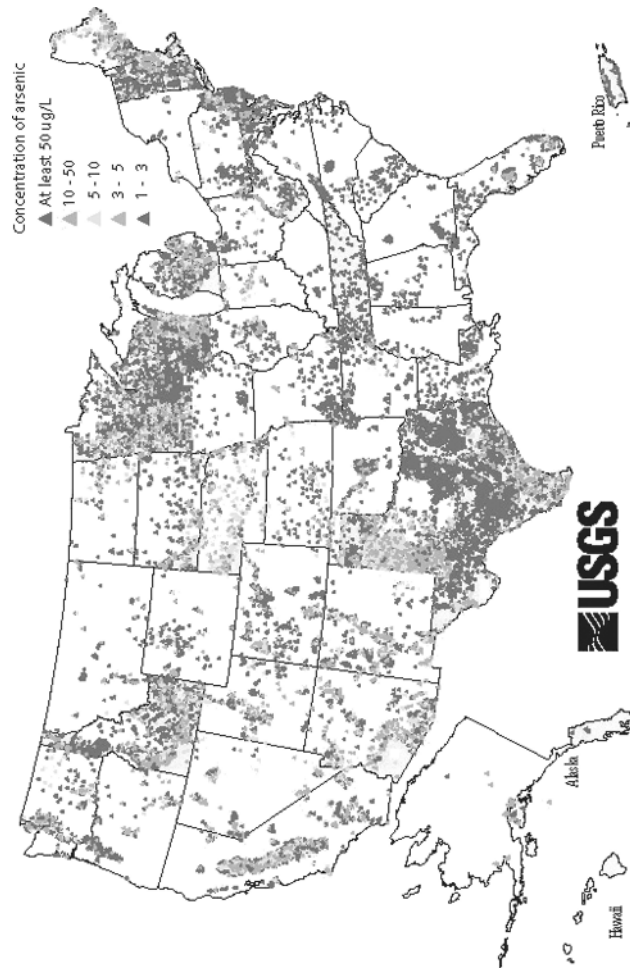 Concentration of arsenic
At least 50 ug/L
10 - 50
5 - 10
3 - 5
1 - 3
Puerto Rico
USGS
Alaska
Hawaii